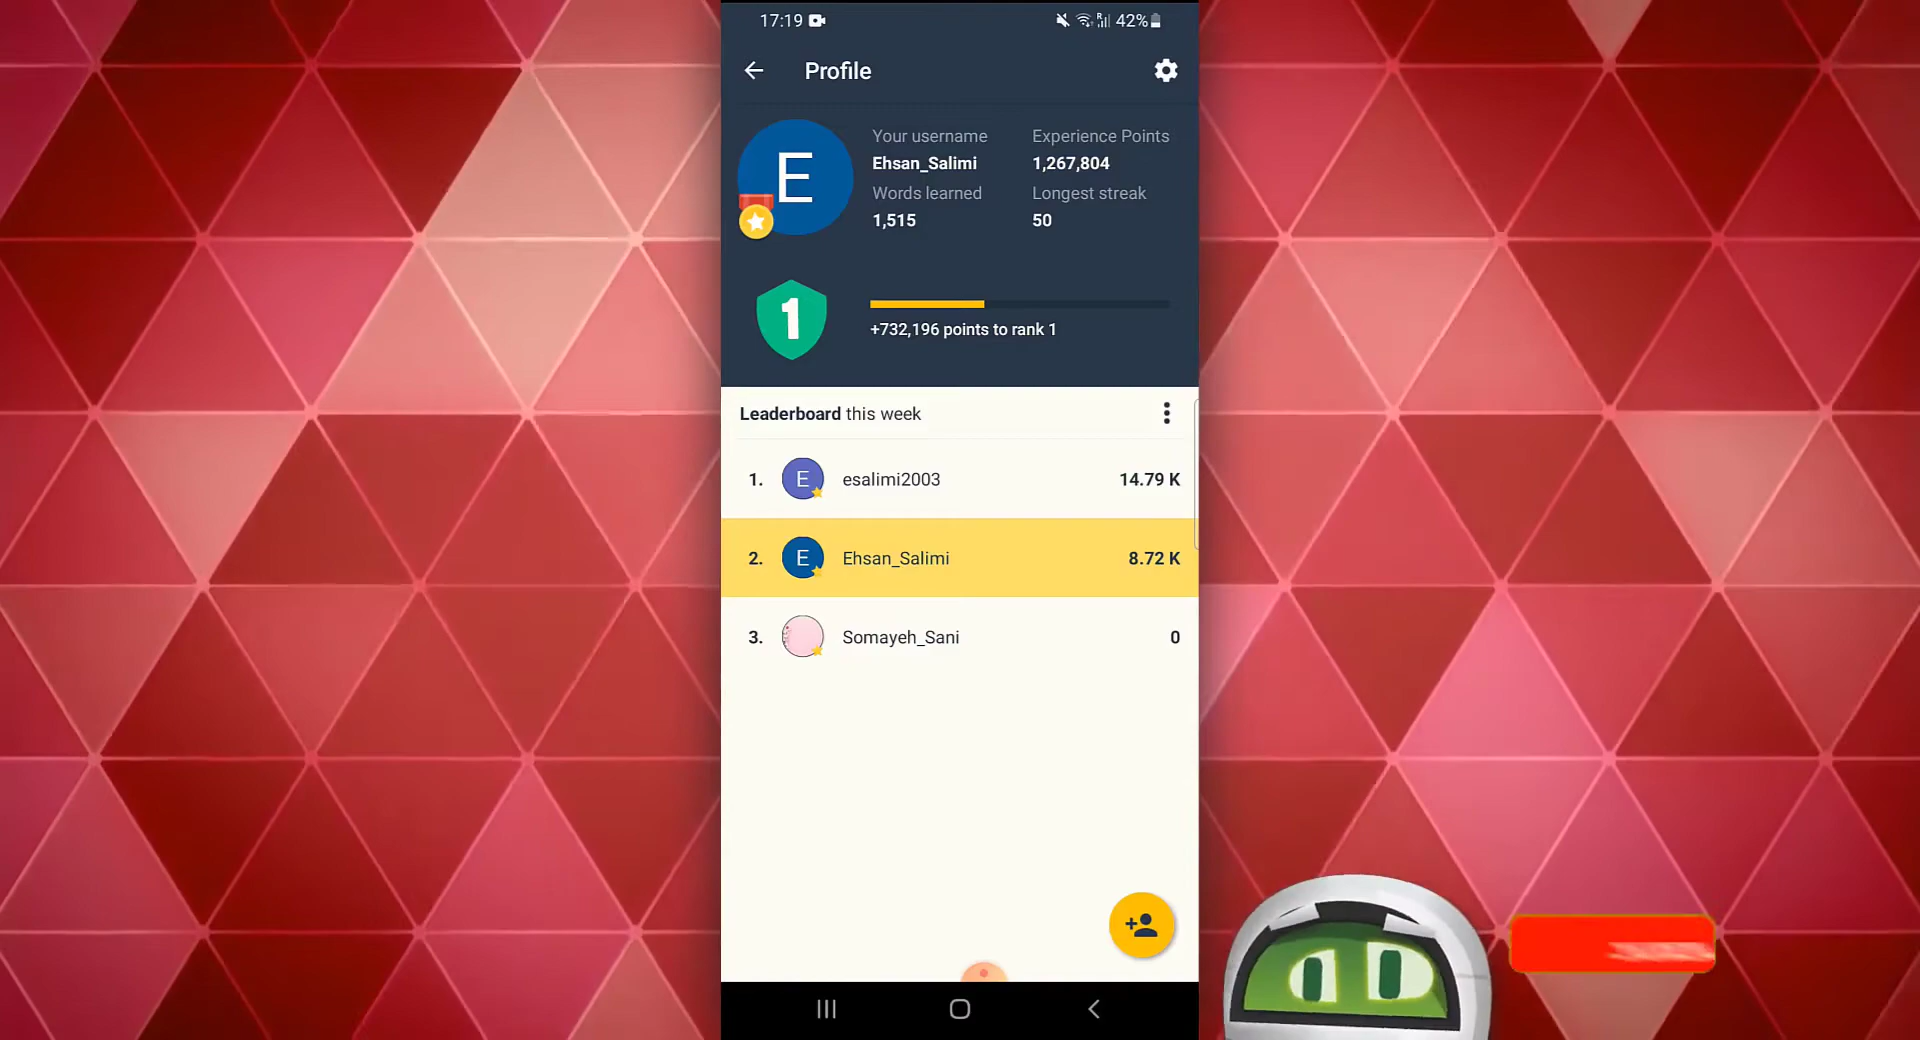 17:19 42%
Profile
E
Your username
Ehsan_Salimi
Experience Points
1,267,804
Words learned
1,515
Longest streak
50
1
+732,196 points to rank 1
Leaderboard this week
1. E esalimi2003 14.79 K
2. E Ehsan_Salimi 8.72 K
3. Somayeh_Sani 0